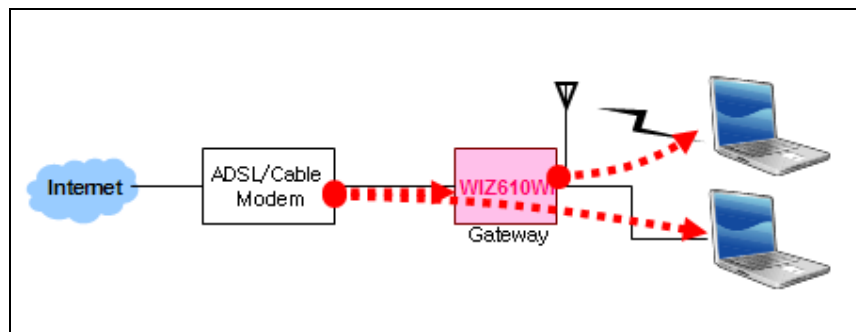 Internet
ADSL/Cable
Modem
WIZ610WI
Gateway